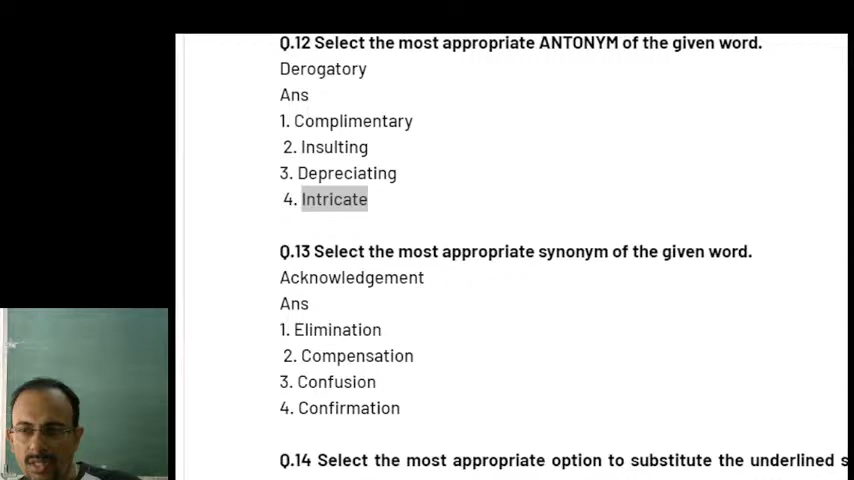 Q.12 Select the most appropriate ANTONYM of the given word.
Derogatory
Ans
1. Complimentary
2. Insulting
3. Depreciating
4. Intricate
Q.13 Select the most appropriate synonym of the given word.
Acknowledgement
Ans
1. Elimination
2. Compensation
3. Confusion
4. Confirmation
Q.14 Select the most appropriate option to substitute the underlined s